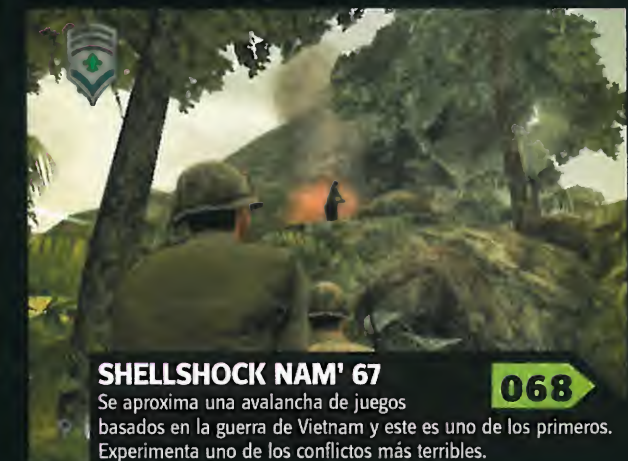 SHELLSHOCK NAM' 67
068
Se aproxima una avalancha de juegos
basados en la guerra de Vietnam y este es uno de los primeros.
Experimenta uno de los conflictos más terribles.